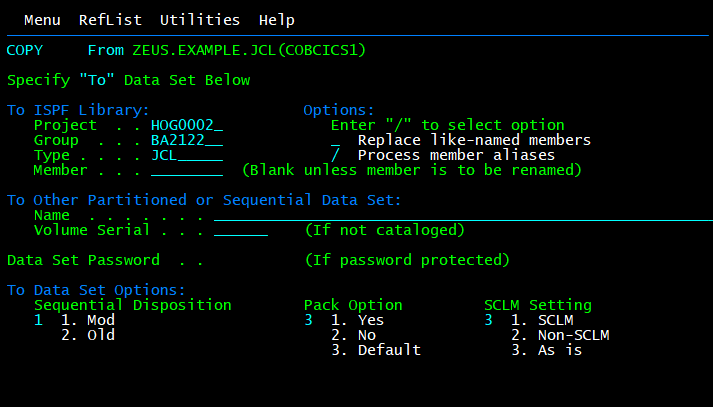 Menu  RefList  Utilities  Help
COPY     From ZEUS.EXAMPLE.JCL(COBCICS1)
Specify "To" Data Set Below
To ISPF Library:                 Options:
   Project  . . HOG0002_            Enter "/" to select option
   Group  . . . BA2122__            _  Replace like-named members
   Type . . . . JCL_____            /  Process member aliases
   Member . . . ________  (Blank unless member is to be renamed)
To Other Partitioned or Sequential Data Set:
   Name  . . . . . . . ________________________________________________________
   Volume Serial . . . ______    (If not cataloged)
Data Set Password  . .           (If password protected)
To Data Set Options:
   Sequential Disposition        Pack Option         SCLM Setting
   1  1. Mod                     3  1. Yes           3  1. SCLM
      2. Old                        2. No               2. Non-SCLM
                                    3. Default          3. As is